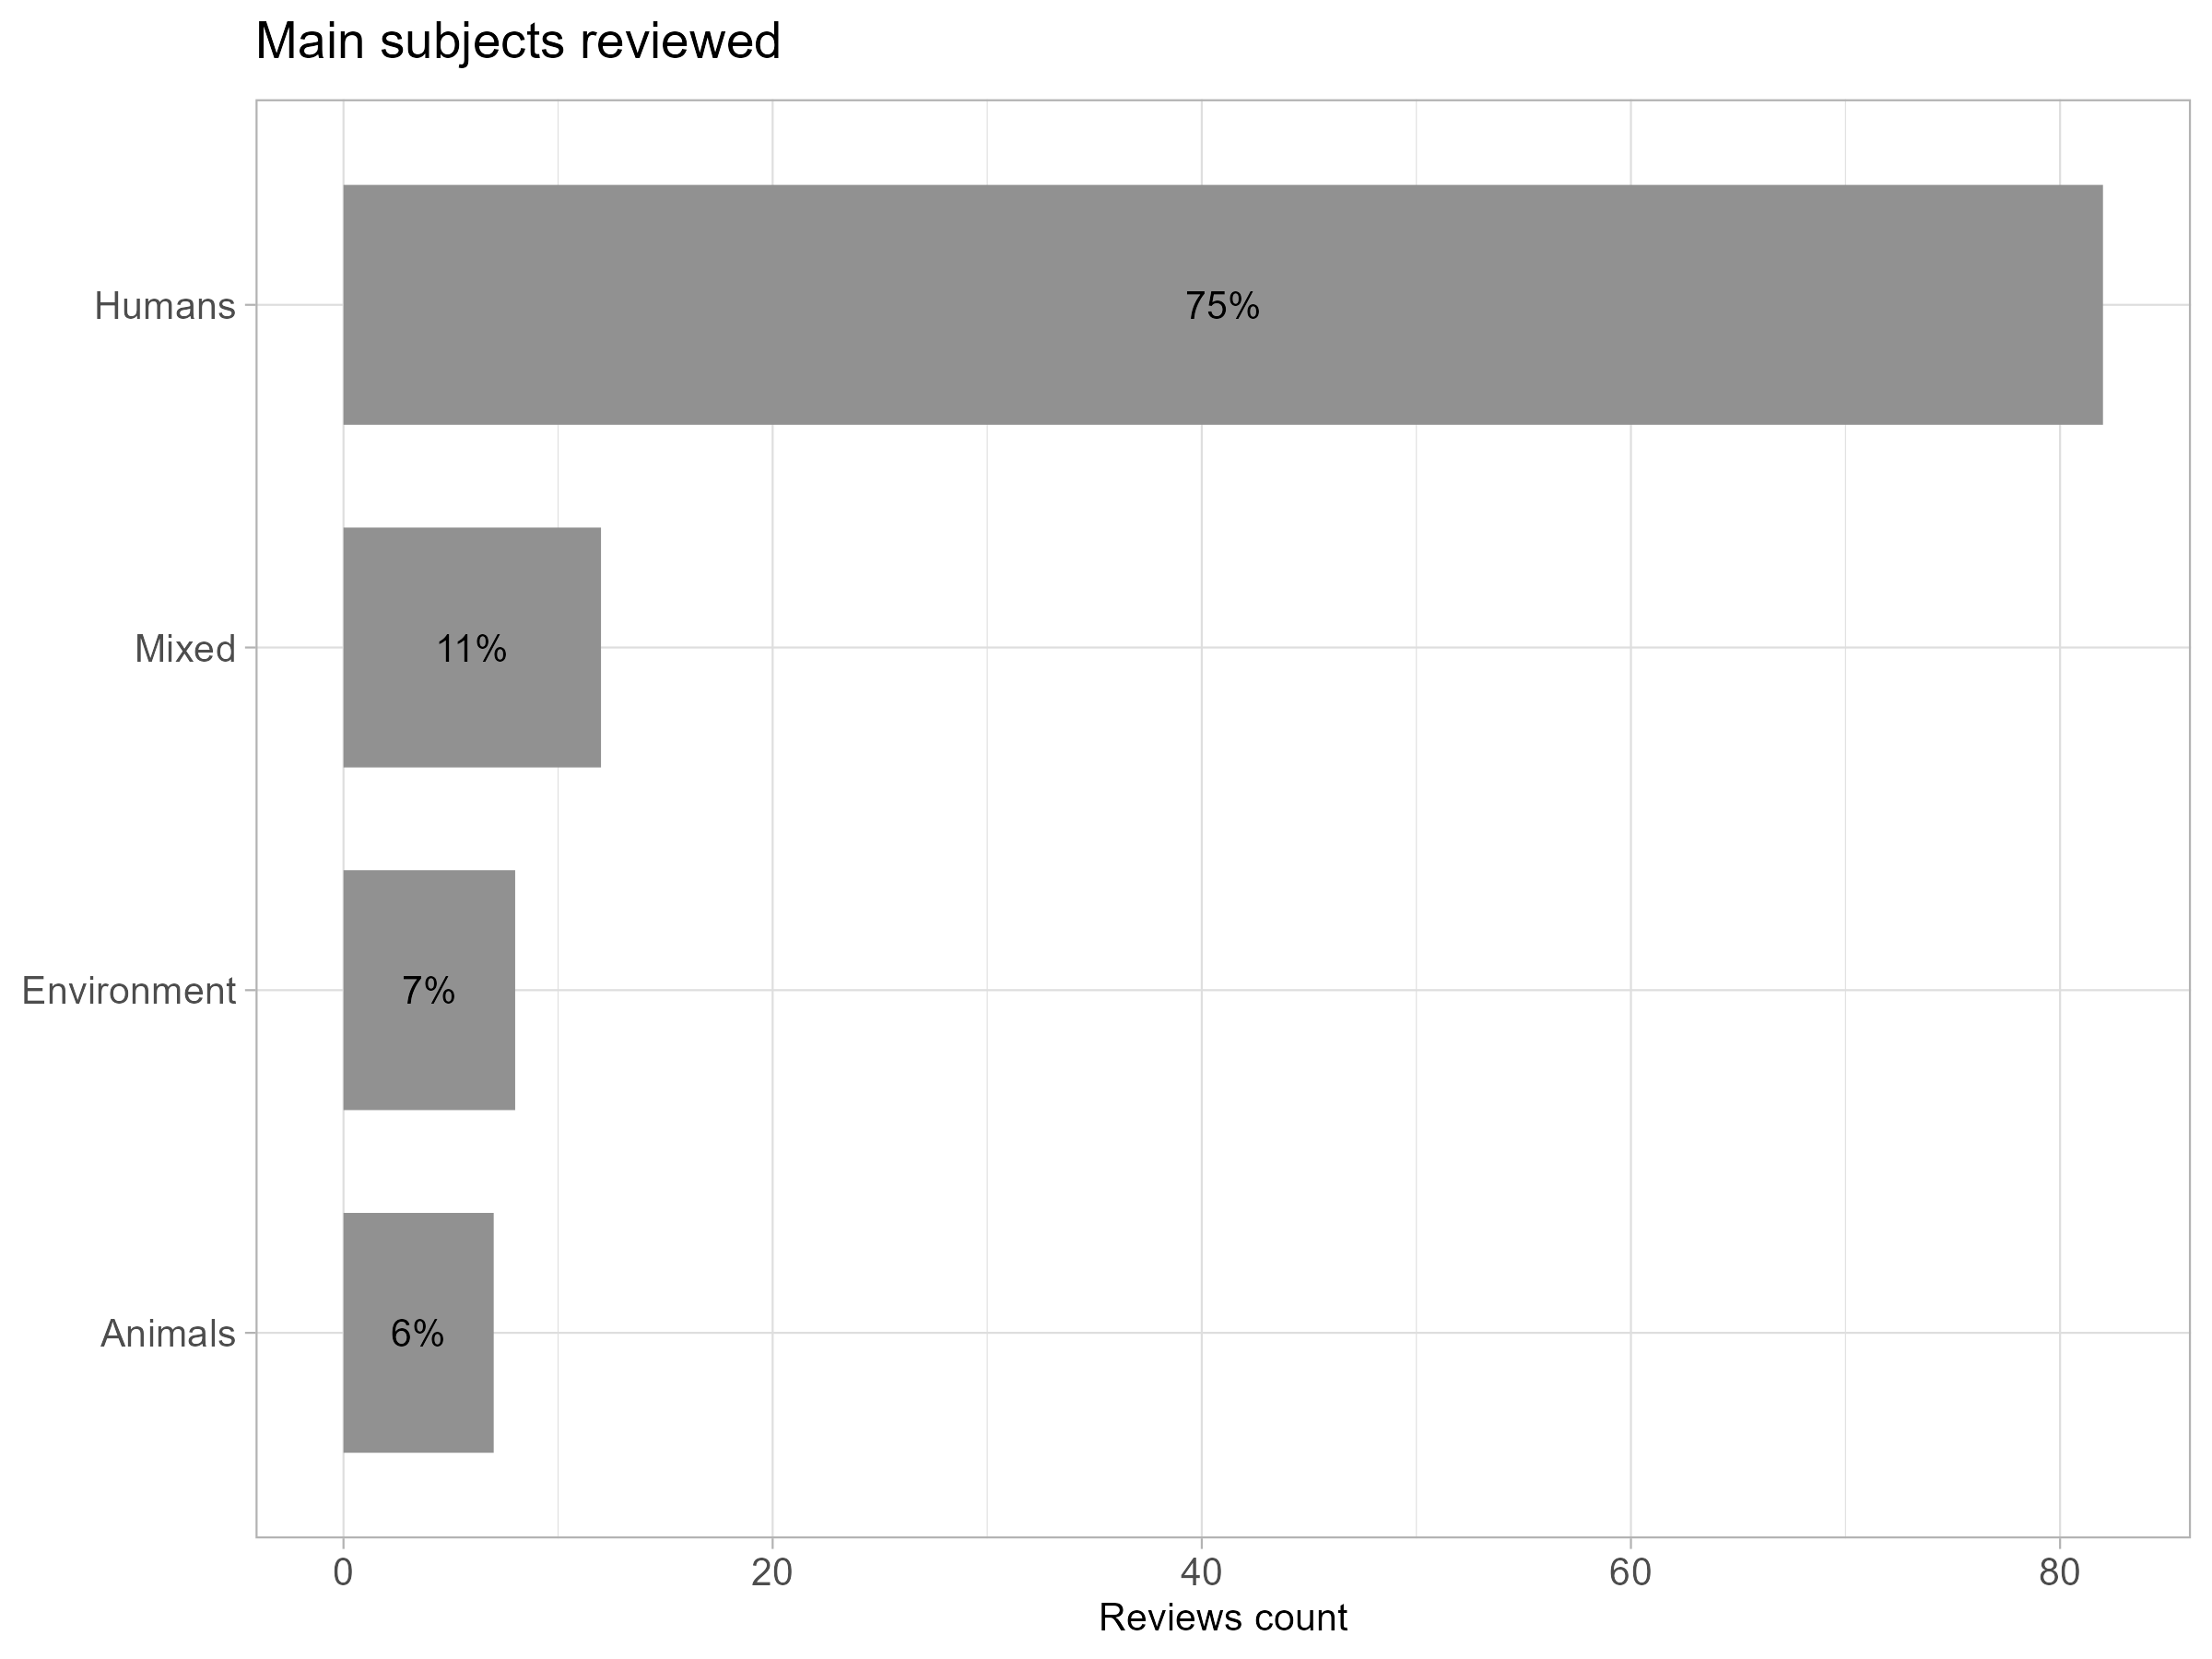 Main subjects reviewed
Humans
75%
Mixed
11%
Environment
7%
Animals
6%
0 20 40 60 80
Reviews count